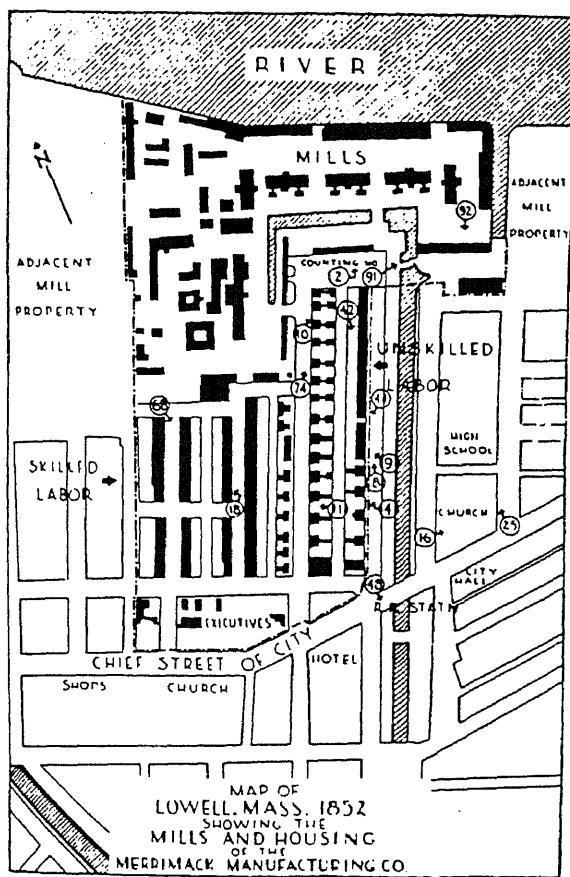 RIVER
MILLS
N
92
ADJACENT
MILL
PROPERTY
COUNTING HO
2
91
ADJACENT
MILL
PROPERTY
42
10
UNSKILLED
LABOR
74
41
68
HIGH
SCHOOL
SKILLED
LABOR
9
8
18
11
4
CHURCH
25
16
CITY
HALL
48
R.R. STAT'N
EXECUTIVES
CHIEF STREET OF CITY
HOTEL
SHOPS
CHURCH
MAP OF
LOWELL, MASS. 1852
SHOWING THE
MILLS AND HOUSING
OF THE
MERRIMACK MANUFACTURING CO.